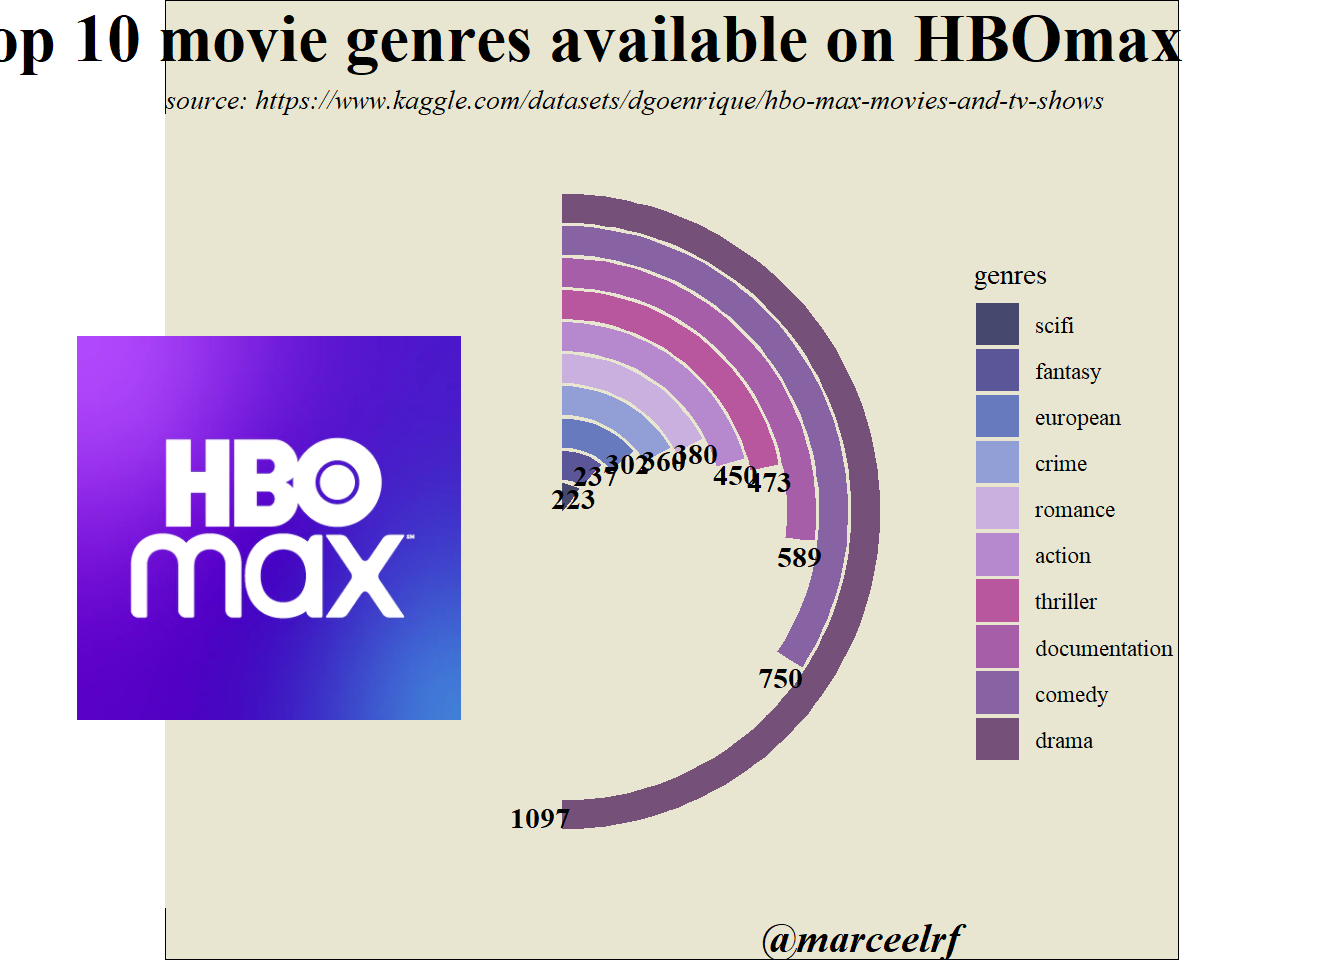 op 10 movie genres available on HBOmax
source: https://www.kaggle.com/datasets/dgoenrique/hbo-max-movies-and-tv-shows
genres
scifi
fantasy
european
crime
romance
action
thriller
documentation
comedy
drama
HBO
max
SM
380
360
302
237
450
473
223
589
750
1097
@marceelrf